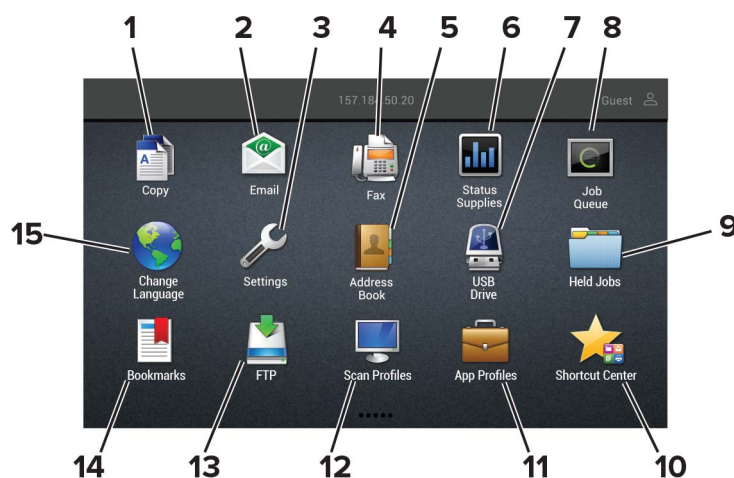 1 2 3 4 5 6 7 8
157.184.50.20 Guest
A @
Copy Email Fax Status Supplies Job Queue
15 9
Change Language Settings Address Book USB Drive Held Jobs
Bookmarks FTP Scan Profiles App Profiles Shortcut Center
14 13 12 11 10